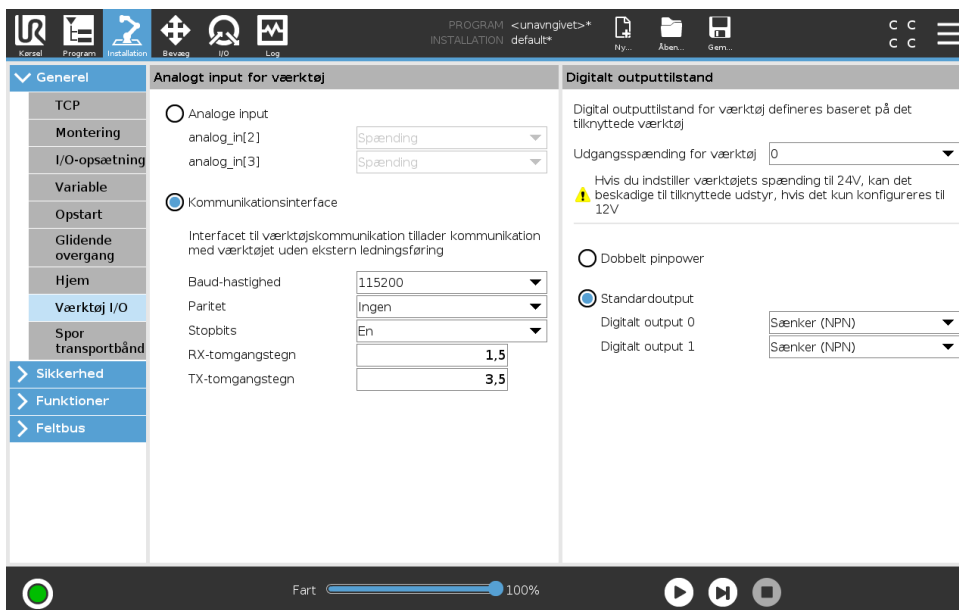 UR
PROGRAM <unavngivet>*
INSTALLATION default*
Kørsel Program Installation Bevæg I/O Log
Ny... Åben... Gem...
C C
C C
Generel
TCP
Montering
I/O-opsætning
Variable
Opstart
Glidende
overgang
Hjem
Værktøj I/O
Spor
transportbånd
Sikkerhed
Funktioner
Feltbus
Analogt input for værktøj
Analoge input
analog_in[2] Spænding
analog_in[3] Spænding
Kommunikationsinterface
Interfacet til værktøjskommunikation tillader kommunikation
med værktøjet uden ekstern ledningsføring
Baud-hastighed 115200
Paritet Ingen
Stopbits En
RX-tomgangstegn 1,5
TX-tomgangstegn 3,5
Digitalt outputtilstand
Digital outputtilstand for værktøj defineres baseret på det
tilknyttede værktøj
Udgangsspænding for værktøj 0
Hvis du indstiller værktøjets spænding til 24V, kan det
beskadige til tilknyttede udstyr, hvis det kun konfigureres til
12V
Dobbelt pinpower
Standardoutput
Digitalt output 0 Sænker (NPN)
Digitalt output 1 Sænker (NPN)
Fart 100%